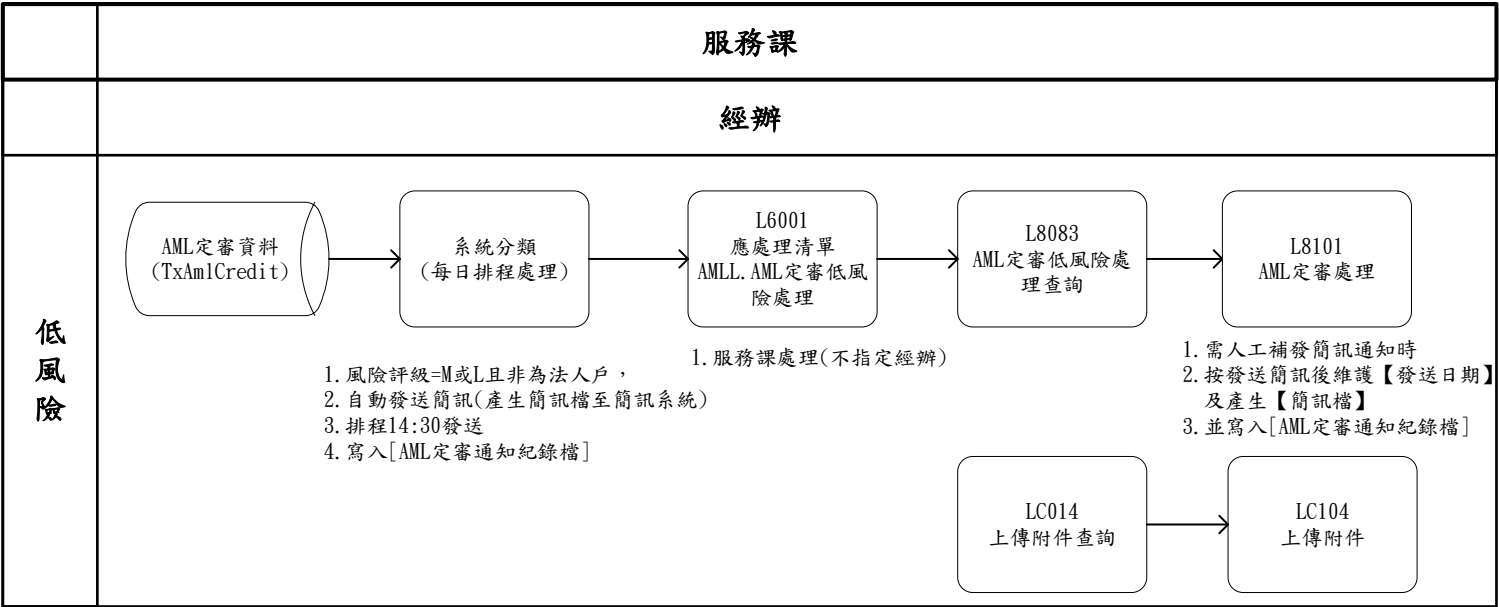 服務課
經辦
低風險
AML定審資料
(TxAmlCredit)
系統分類
(每日排程處理)
L6001
應處理清單
AMLL.AML定審低風
險處理
L8083
AML定審低風險處
理查詢
L8101
AML定審處理
1.風險評級=M或L且非為法人戶，
2.自動發送簡訊(產生簡訊檔至簡訊系統)
3.排程14:30發送
4.寫入[AML定審通知紀錄檔]
1.服務課處理(不指定經辦)
1.需人工補發簡訊通知時
2.按發送簡訊後維護【發送日期】
及產生【簡訊檔】
3.並寫入[AML定審通知紀錄檔]
LC014
上傳附件查詢
LC104
上傳附件